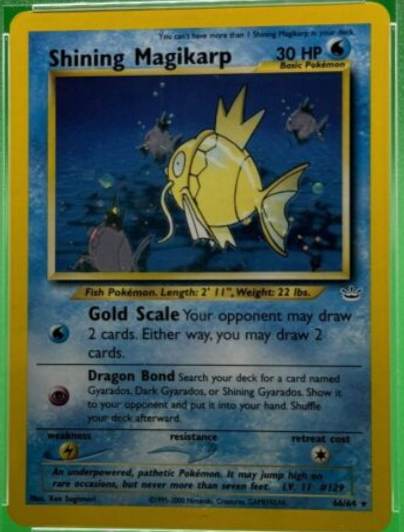 You can't have more than 1 Shining Magikarp in your deck.
Shining Magikarp 30 HP
Basic Pokémon
Fish Pokémon. Length: 2' 11", Weight: 22 lbs.
Gold Scale Your opponent may draw
2 cards. Either way, you may draw 2
cards.
Dragon Bond Search your deck for a card named
Gyarados, Dark Gyarados, or Shining Gyarados. Show it
to your opponent and put it into your hand. Shuffle
your deck afterward.
weakness resistance retreat cost
An underpowered, pathetic Pokémon. It may jump high on
rare occasions, but never more than seven feet. LV. 11 #129
Illus. Ken Sugimori ©1995-2000 Nintendo, Creatures, GAMEFREAK. 66/64